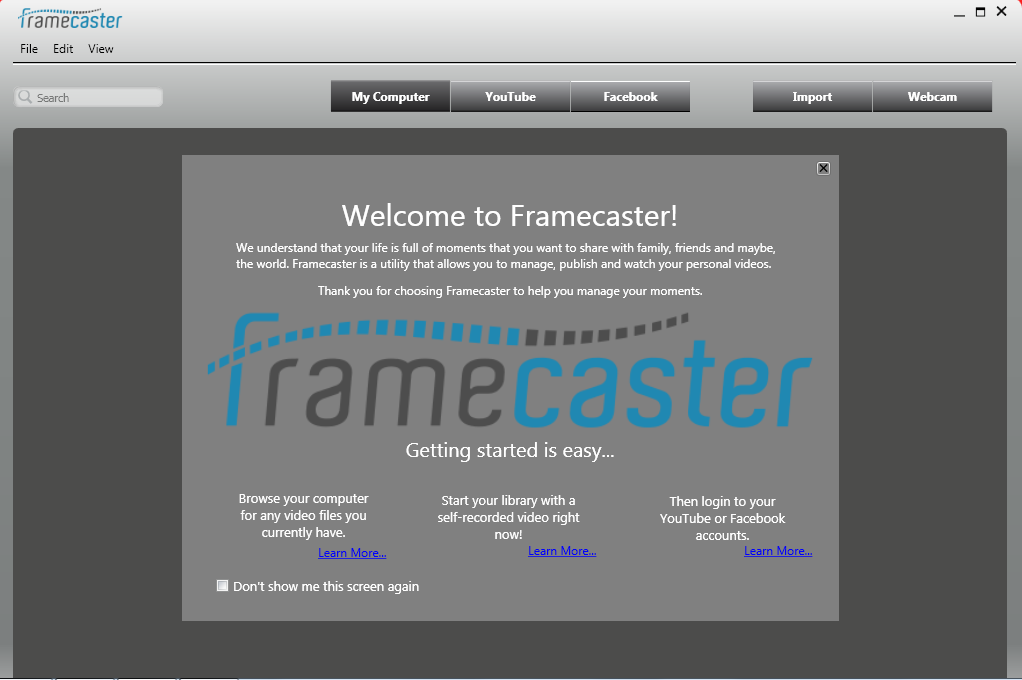 framecaster
File Edit View
Search
My Computer YouTube Facebook Import Webcam
Welcome to Framecaster!
We understand that your life is full of moments that you want to share with family, friends and maybe,
the world. Framecaster is a utility that allows you to manage, publish and watch your personal videos.
Thank you for choosing Framecaster to help you manage your moments.
framecaster
Getting started is easy...
Browse your computer
for any video files you
currently have.
Learn More...
Start your library with a
self-recorded video right
now!
Learn More...
Then login to your
YouTube or Facebook
accounts.
Learn More...
Don't show me this screen again